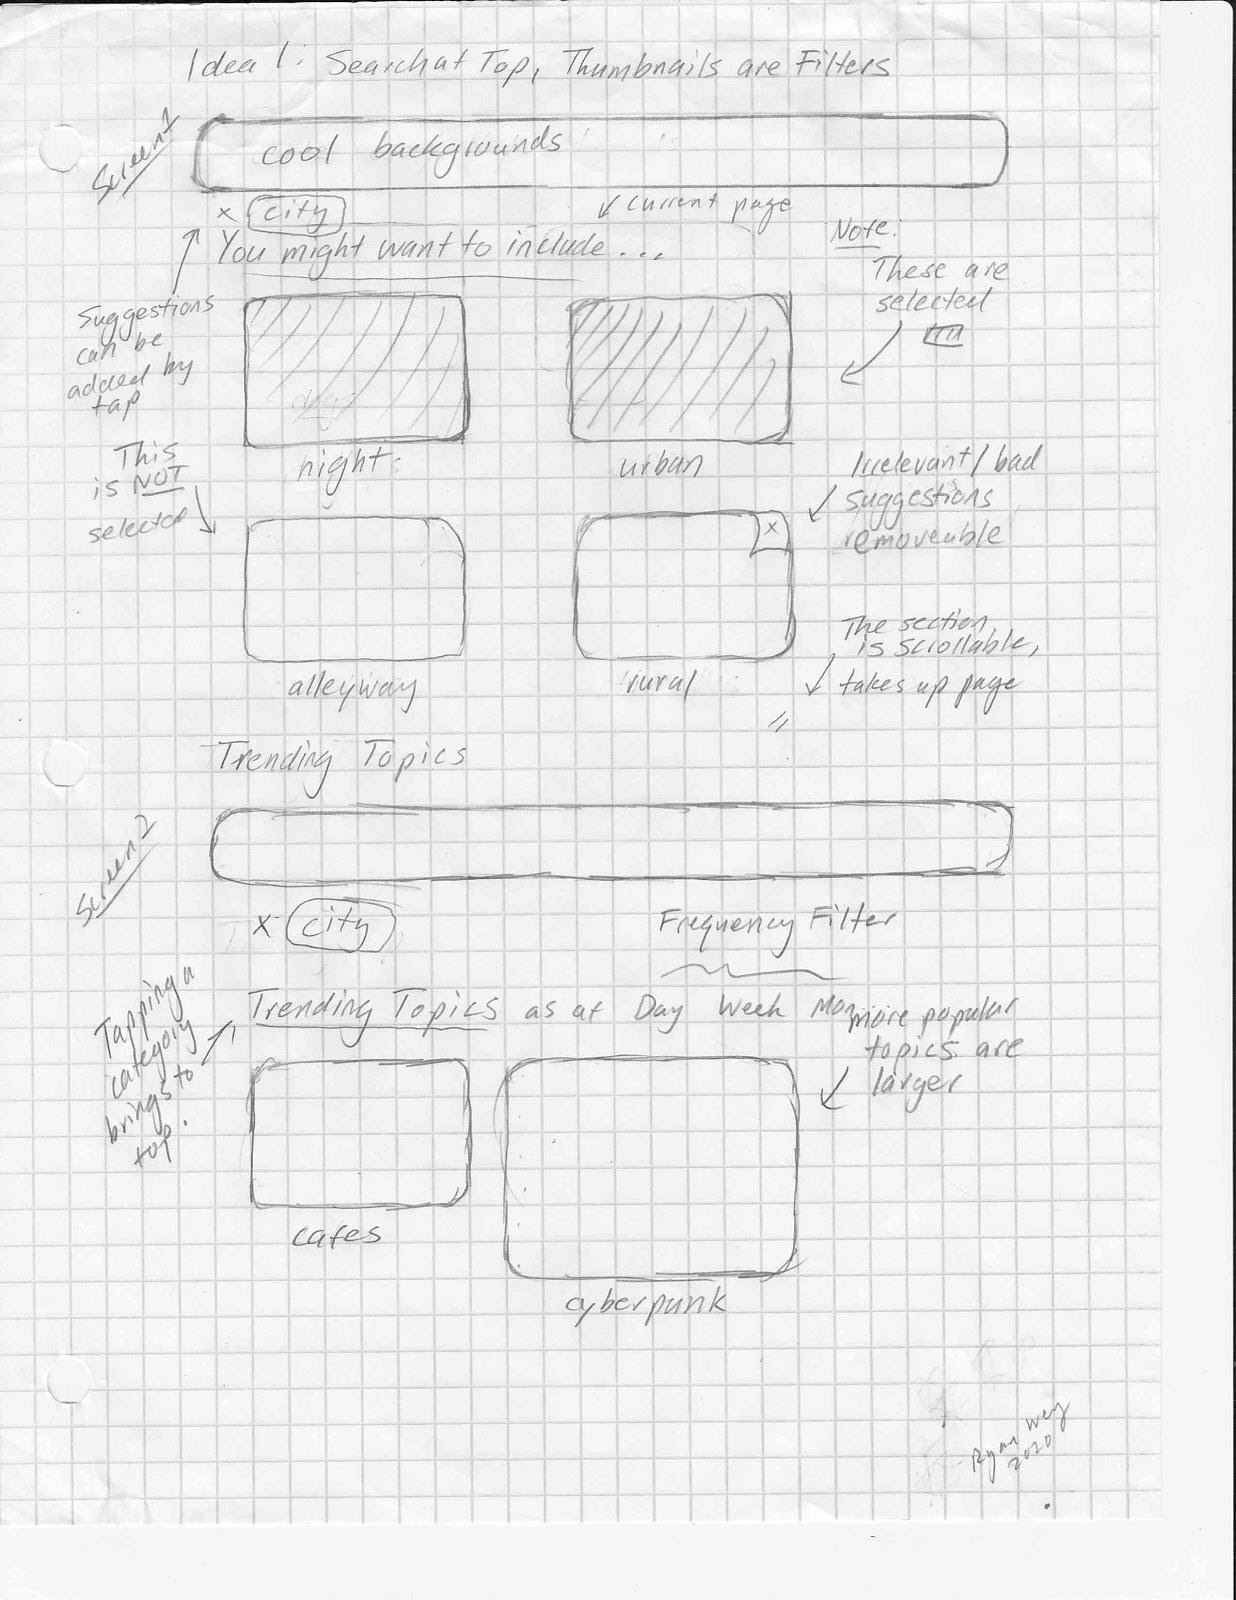 Idea 1: Search at Top, Thumbnails are Filters
Screen 1
cool backgrounds
x city
current page
You might want to include...
Note:
These are
selected
Suggestions
can be
added by
tap
night
urban
This
is NOT
selected
Irrelevant/bad
suggestions
removeable
x
alleyway
rural
The section
is scrollable,
takes up page
Trending Topics
Screen 2
x city
Frequency Filter
Tapping a
category
brings to
top.
Trending Topics as at Day Week Mon
more popular
topics are
larger
cafes
cyberpunk
Ryan Wey
2020